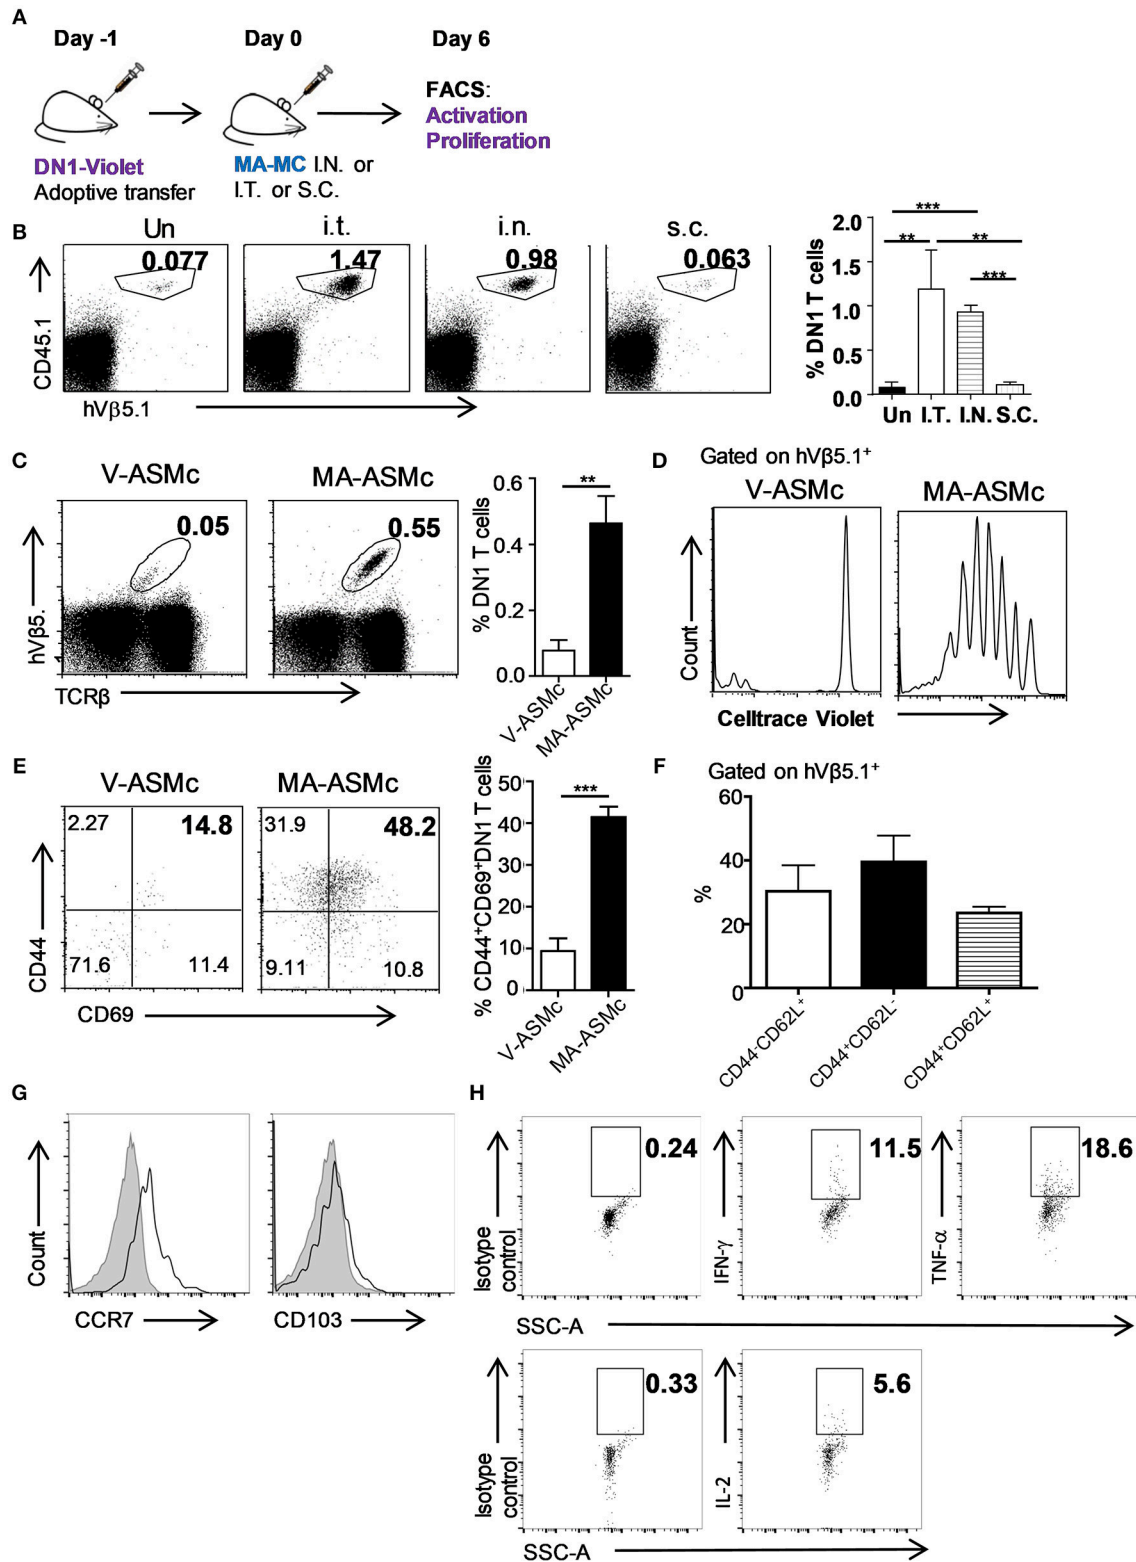 A
Day -1
Day 0
Day 6
FACS:
Activation
Proliferation
DN1-Violet
Adoptive transfer
MA-MC I.N. or
I.T. or S.C.
B
Un
i.t.
i.n.
s.c.
0.077
1.47
0.98
0.063
CD45.1
hVβ5.1
% DN1 T cells
2.0
1.5
1.0
0.5
0.0
***
**
**
***
Un I.T. I.N. S.C.
C
V-ASMc
MA-ASMc
0.05
0.55
hVβ5.
TCRβ
% DN1 T cells
0.6
0.4
0.2
0.0
**
V-ASMc
MA-ASMc
D
Gated on hVβ5.1+
V-ASMc
MA-ASMc
Count
Celltrace Violet
E
V-ASMc
MA-ASMc
2.27
14.8
71.6
11.4
31.9
48.2
9.11
10.8
CD44
CD69
% CD44+CD69+DN1 T cells
50
40
30
20
10
0
***
V-ASMc
MA-ASMc
F
Gated on hVβ5.1+
%
60
40
20
0
CD44-CD62L+
CD44+CD62L-
CD44+CD62L+
G
Count
CCR7
CD103
H
Isotype
control
0.24
IFN-γ
11.5
TNF-α
18.6
SSC-A
Isotype
control
0.33
IL-2
5.6
SSC-A